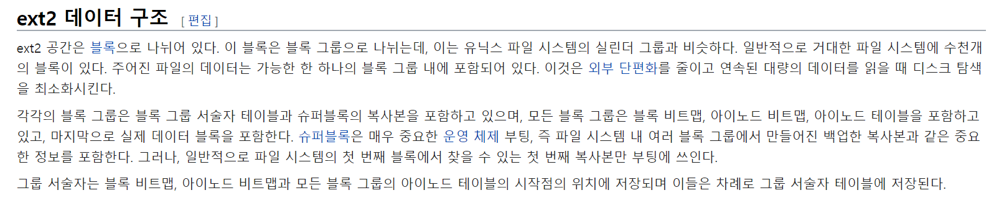 ext2 데이터 구조 [ 편집 ]
ext2 공간은 블록으로 나뉘어 있다. 이 블록은 블록 그룹으로 나뉘는데, 이는 유닉스 파일 시스템의 실린더 그룹과 비슷하다. 일반적으로 거대한 파일 시스템에 수천개
의 블록이 있다. 주어진 파일의 데이터는 가능한 한 하나의 블록 그룹 내에 포함되어 있다. 이것은 외부 단편화를 줄이고 연속된 대량의 데이터를 읽을 때 디스크 탐색
을 최소화시킨다.
각각의 블록 그룹은 블록 그룹 서술자 테이블과 슈퍼블록의 복사본을 포함하고 있으며, 모든 블록 그룹은 블록 비트맵, 아이노드 비트맵, 아이노드 테이블을 포함하고
있고, 마지막으로 실제 데이터 블록을 포함한다. 슈퍼블록은 매우 중요한 운영 체제 부팅, 즉 파일 시스템 내 여러 블록 그룹에서 만들어진 백업한 복사본과 같은 중요
한 정보를 포함한다. 그러나, 일반적으로 파일 시스템의 첫 번째 블록에서 찾을 수 있는 첫 번째 복사본만 부팅에 쓰인다.
그룹 서술자는 블록 비트맵, 아이노드 비트맵과 모든 블록 그룹의 아이노드 테이블의 시작점의 위치에 저장되며 이들은 차례로 그룹 서술자 테이블에 저장된다.